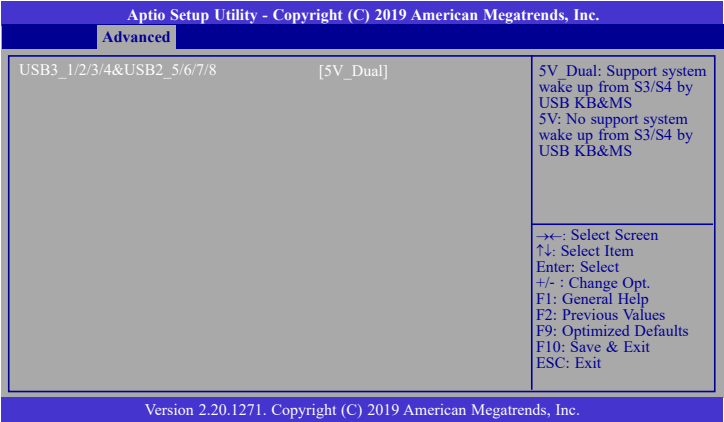 Aptio Setup Utility - Copyright (C) 2019 American Megatrends, Inc.
Advanced
USB3_1/2/3/4&USB2_5/6/7/8 [5V_Dual]
5V_Dual: Support system
wake up from S3/S4 by
USB KB&MS
5V: No support system
wake up from S3/S4 by
USB KB&MS
→←: Select Screen
↑↓: Select Item
Enter: Select
+/- : Change Opt.
F1: General Help
F2: Previous Values
F9: Optimized Defaults
F10: Save & Exit
ESC: Exit
Version 2.20.1271. Copyright (C) 2019 American Megatrends, Inc.